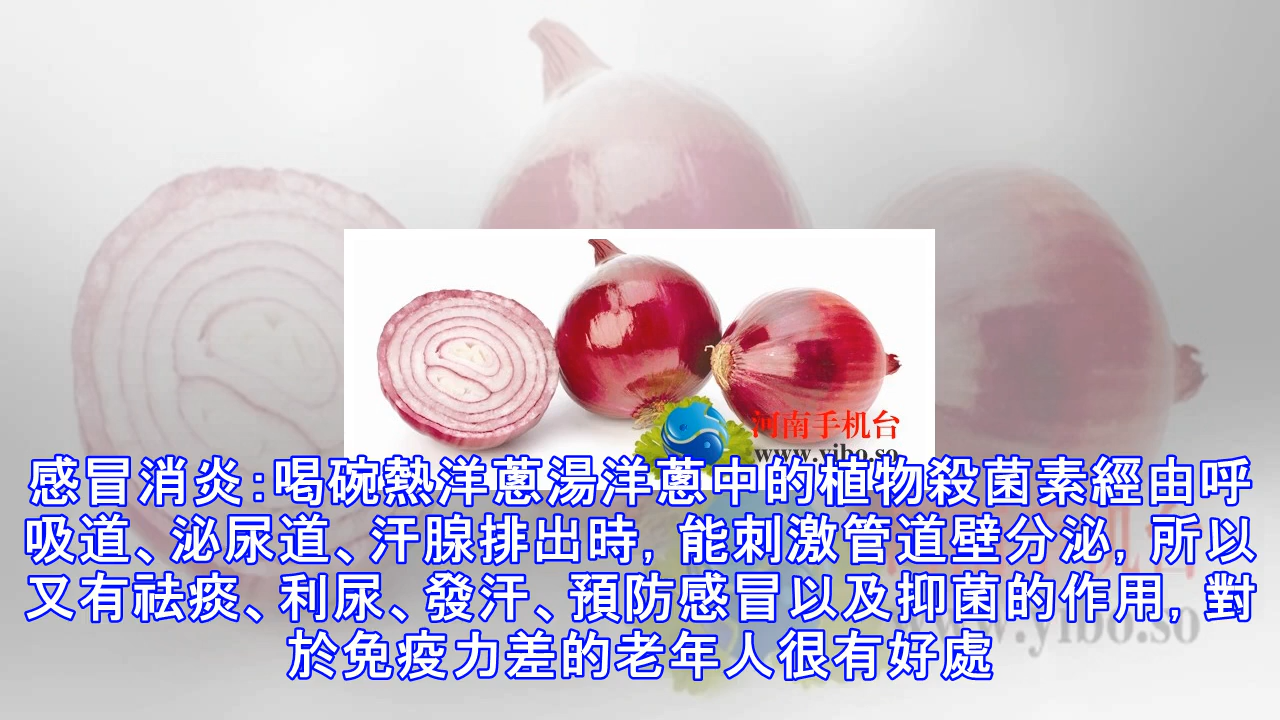 河南手机台
www.yibo.so
感冒消炎:喝碗熱洋蔥湯洋蔥中的植物殺菌素經由呼
吸道、泌尿道、汗腺排出時,能刺激管道壁分泌,所以
又有祛痰、利尿、發汗、預防感冒以及抑菌的作用,對
於免疫力差的老年人很有好處
www.yibo.so